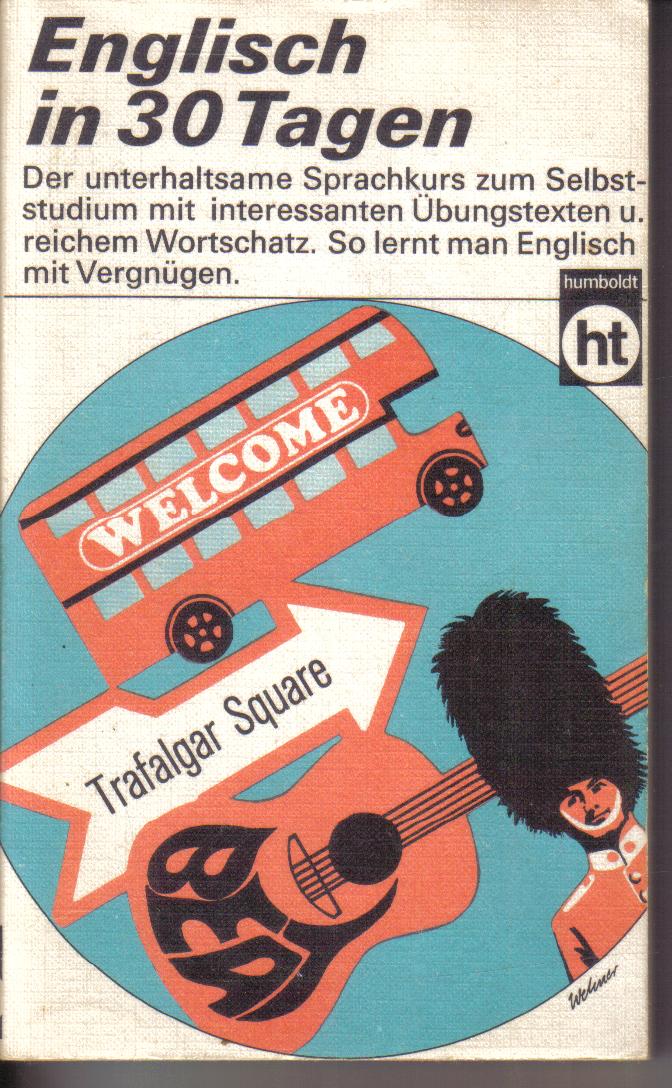 Englisch
in 30 Tagen
Der unterhaltsame Sprachkurs zum Selbst-
studium mit interessanten Übungstexten u.
reichem Wortschatz. So lernt man Englisch
mit Vergnügen.
humboldt
ht
WELCOME
Trafalgar Square